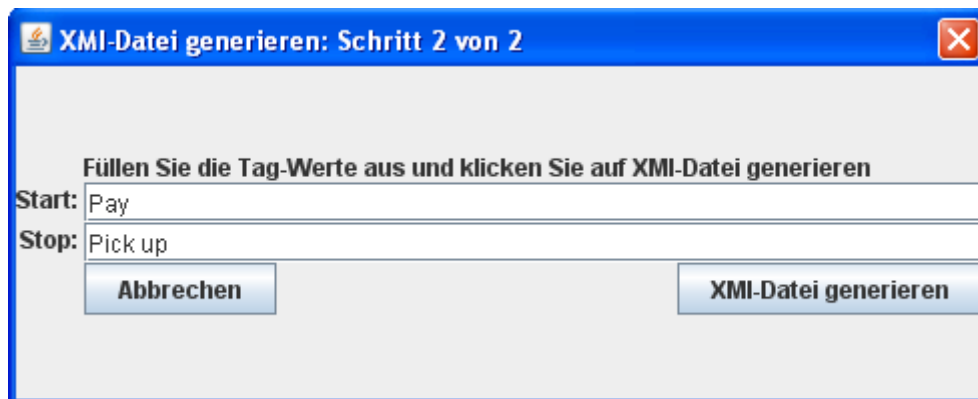 XMI-Datei generieren: Schritt 2 von 2
Füllen Sie die Tag-Werte aus und klicken Sie auf XMI-Datei generieren
Start: Pay
Stop: Pick up
Abbrechen XMI-Datei generieren